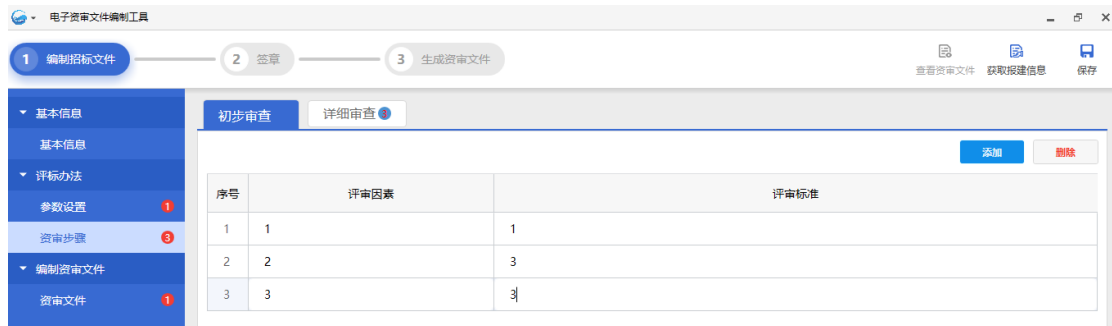 电子资审文件编制工具
1 编制招标文件 2 签章 3 生成资审文件
查看资审文件 获取报建信息 保存
基本信息
基本信息
评标办法
参数设置 1
资审步骤 3
编制资审文件
资审文件 1
初步审查 详细审查 3
添加 删除
序号 评审因素 评审标准
1 1 1
2 2 3
3 3 3